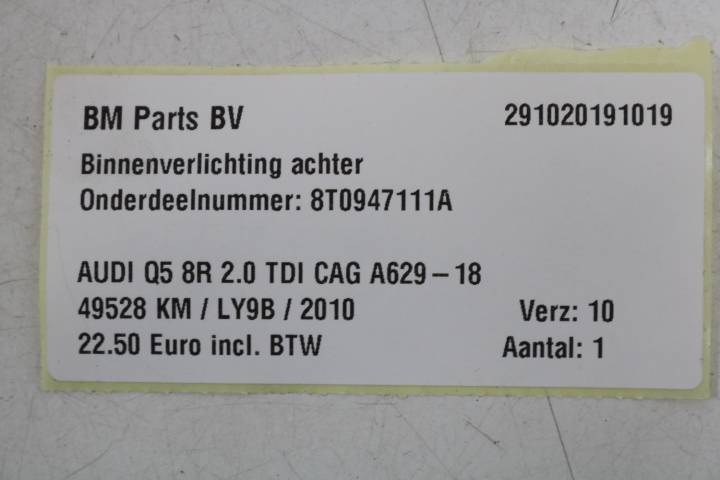 BM Parts BV 291020191019
Binnenverlichting achter
Onderdeelnummer: 8T0947111A
AUDI Q5 8R 2.0 TDI CAG A629-18
49528 KM / LY9B / 2010 Verz: 10
22.50 Euro incl. BTW Aantal: 1